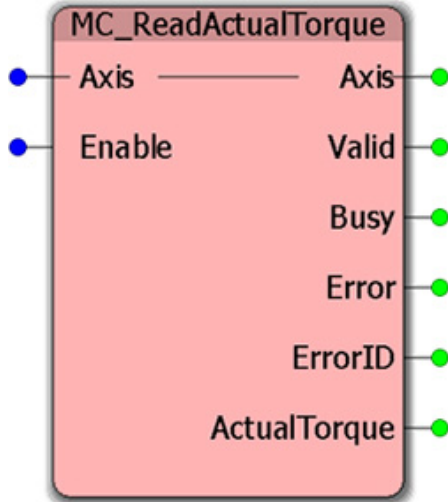 MC_ReadActualTorque
Axis Axis
Enable Valid
Busy
Error
ErrorID
ActualTorque